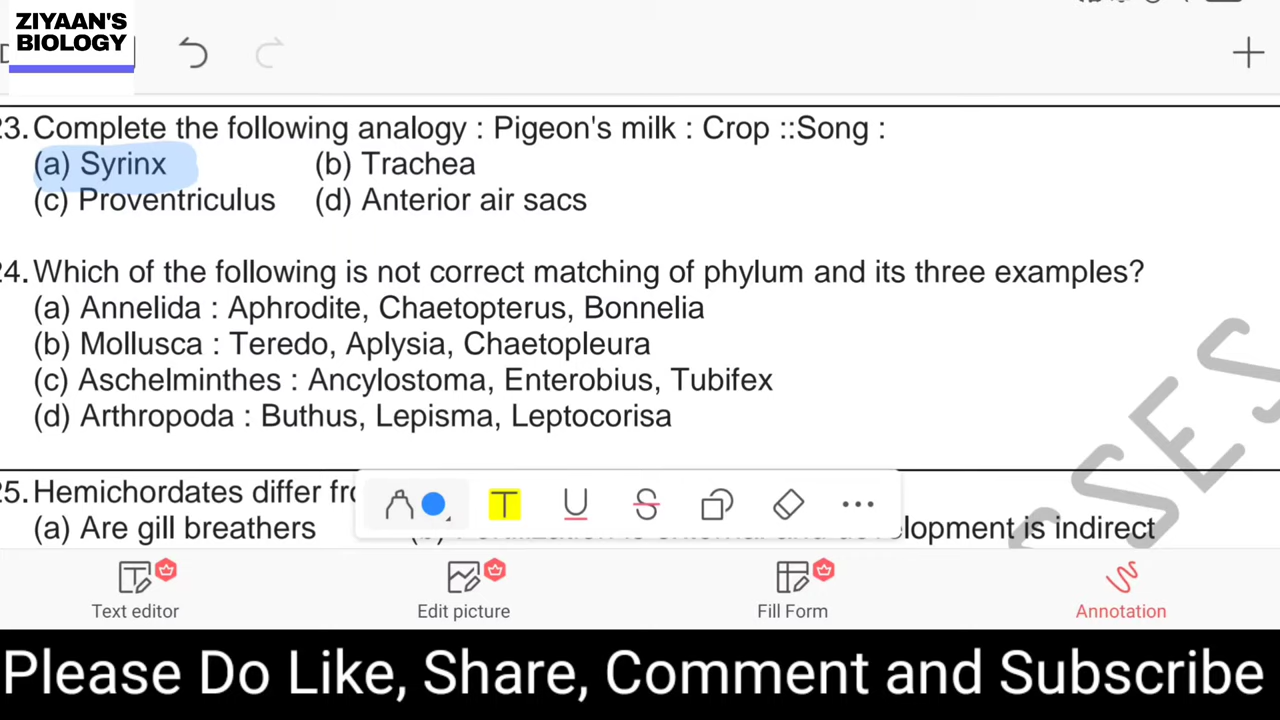 ZIYAAN'S
BIOLOGY
23. Complete the following analogy : Pigeon's milk : Crop ::Song :
(a) Syrinx (b) Trachea
(c) Proventriculus (d) Anterior air sacs
24. Which of the following is not correct matching of phylum and its three examples?
(a) Annelida : Aphrodite, Chaetopterus, Bonnelia
(b) Mollusca : Teredo, Aplysia, Chaetopleura
(c) Aschelminthes : Ancylostoma, Enterobius, Tubifex
(d) Arthropoda : Buthus, Lepisma, Leptocorisa
25. Hemichordates differ
(a) Are gill breathers is indirect
Text editor Edit picture Fill Form Annotation
Please Do Like, Share, Comment and Subscribe